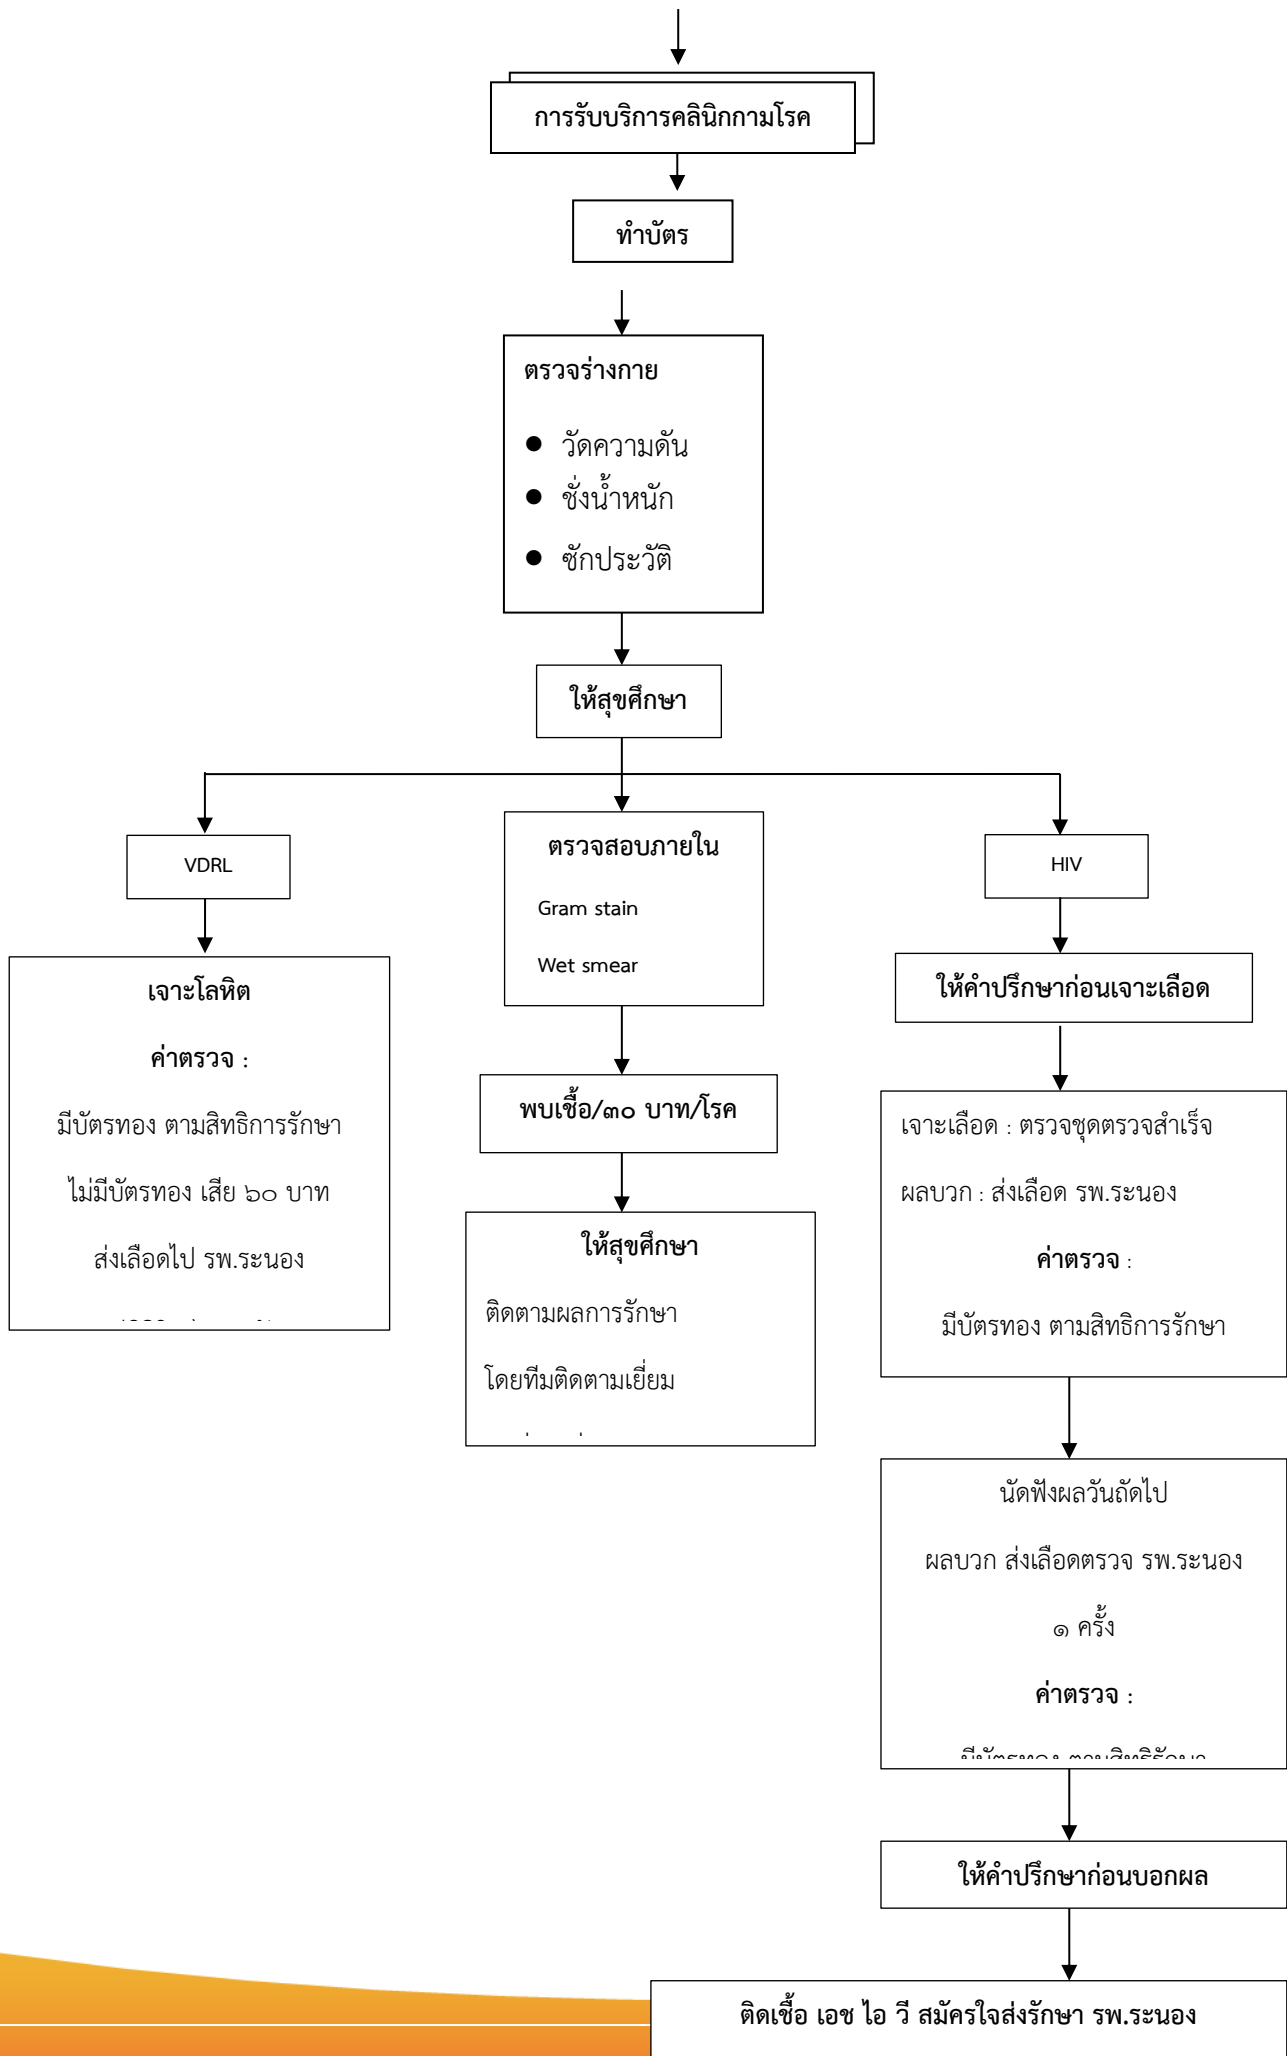 การรับบริการคลินิกกามโรค
ทำบัตร
ตรวจร่างกาย
● วัดความดัน
● ชั่งน้ำหนัก
● ซักประวัติ
ให้สุขศึกษา
VDRL
เจาะโลหิต
ค่าตรวจ :
มีบัตรทอง ตามสิทธิการรักษา
ไม่มีบัตรทอง เสีย ๖๐ บาท
ส่งเลือดไป รพ.ระนอง
ตรวจสอบภายใน
Gram stain
Wet smear
พบเชื้อ/๓๐ บาท/โรค
ให้สุขศึกษา
ติดตามผลการรักษา
โดยทีมติดตามเยี่ยม
HIV
ให้คำปรึกษาก่อนเจาะเลือด
เจาะเลือด : ตรวจชุดตรวจสำเร็จ
ผลบวก : ส่งเลือด รพ.ระนอง
ค่าตรวจ :
มีบัตรทอง ตามสิทธิการรักษา
นัดฟังผลวันถัดไป
ผลบวก ส่งเลือดตรวจ รพ.ระนอง
๑ ครั้ง
ค่าตรวจ :
มีบัตรทอง ตามสิทธิรักษา
ให้คำปรึกษาก่อนบอกผล
ติดเชื้อ เอช ไอ วี สมัครใจส่งรักษา รพ.ระนอง